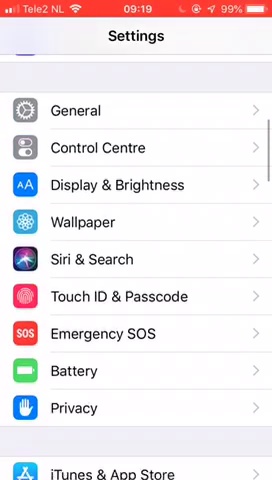 Tele2 NL 09:19 99%
Settings
General
Control Centre
AA Display & Brightness
Wallpaper
Siri & Search
Touch ID & Passcode
SOS Emergency SOS
Battery
Privacy
iTunes & App Store